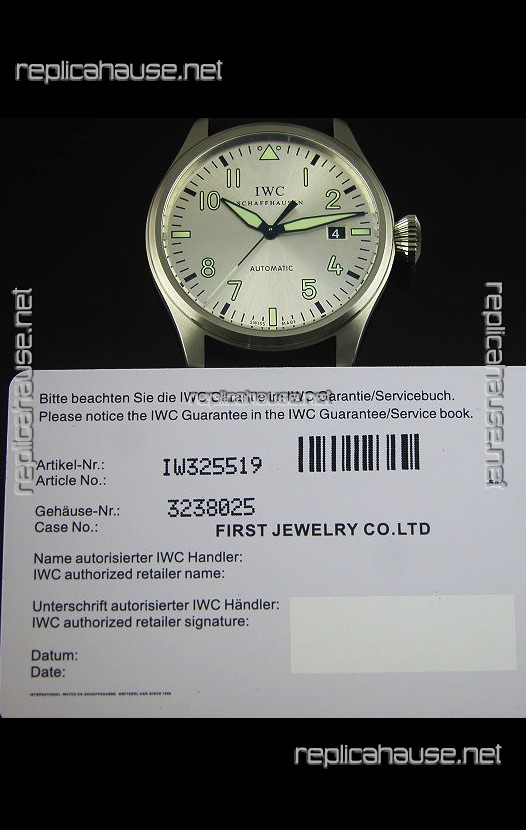 replicahause.net
11
10
2
IWC
SCHAFFHAUSEN
4
8
4
AUTOMATIC
7
5
SWISS MADE
replicahause.net
replicahause.net
Bitte beachten Sie die IWC Garantie im IWC Garantie/Servicebuch.
Please notice the IWC Guarantee in the IWC Guarantee/Service book.
Artikel-Nr.: IW325519
Article No.:
Gehäuse-Nr.: 3238025
Case No.: FIRST JEWELRY CO.LTD
Name autorisierter IWC Handler:
IWC authorized retailer name:
Unterschrift autorisierter IWC Händler:
IWC authorized retailer signature:
Datum:
Date:
replicahause.net